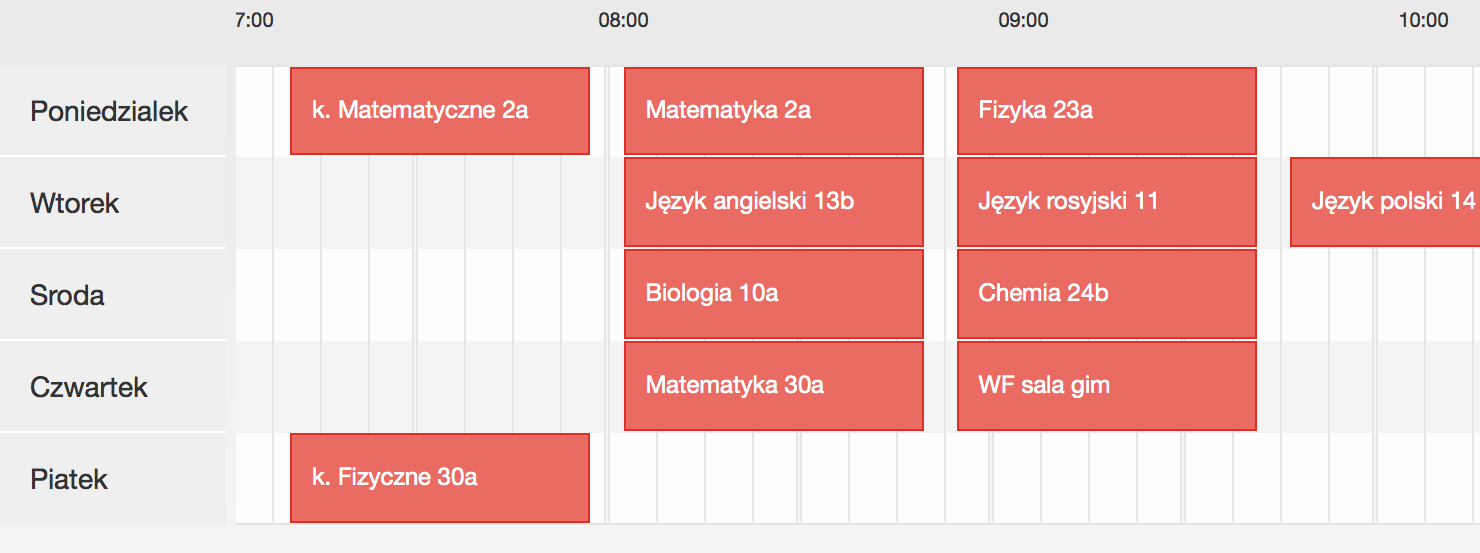 7:00 08:00 09:00 10:00
Poniedzialek k. Matematyczne 2a Matematyka 2a Fizyka 23a
Wtorek Język angielski 13b Język rosyjski 11 Język polski 14
Sroda Biologia 10a Chemia 24b
Czwartek Matematyka 30a WF sala gim
Piatek k. Fizyczne 30a